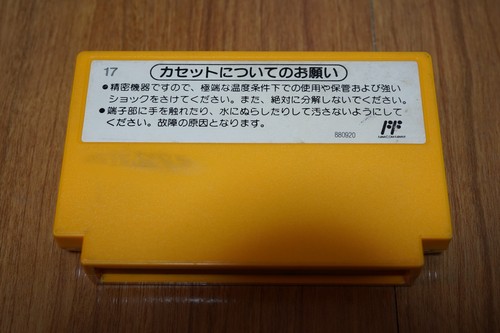 17
カセットについてのお願い
●精密機器ですので、極端な温度条件下での使用や保管および強い
ショックをさけてください。また、絶対に分解しないでください。
●端子部に手を触れたり、水にぬらしたりして汚さないようにして
ください。故障の原因となります。
880920